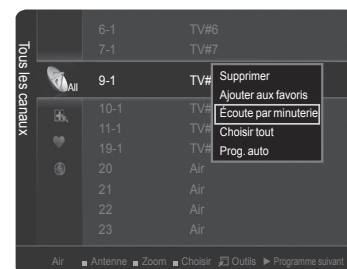 Tous les canaux
All
6-1 TV#6
7-1 TV#7
9-1 TV#
10-1 TV#
11-1 TV#
19-1 TV#
20 Air
21 Air
22 Air
23 Air
Supprimer
Ajouter aux favoris
Écoute par minuterie
Choisir tout
Prog. auto
Air Antenne Zoom Choisir Outils Programme suivant